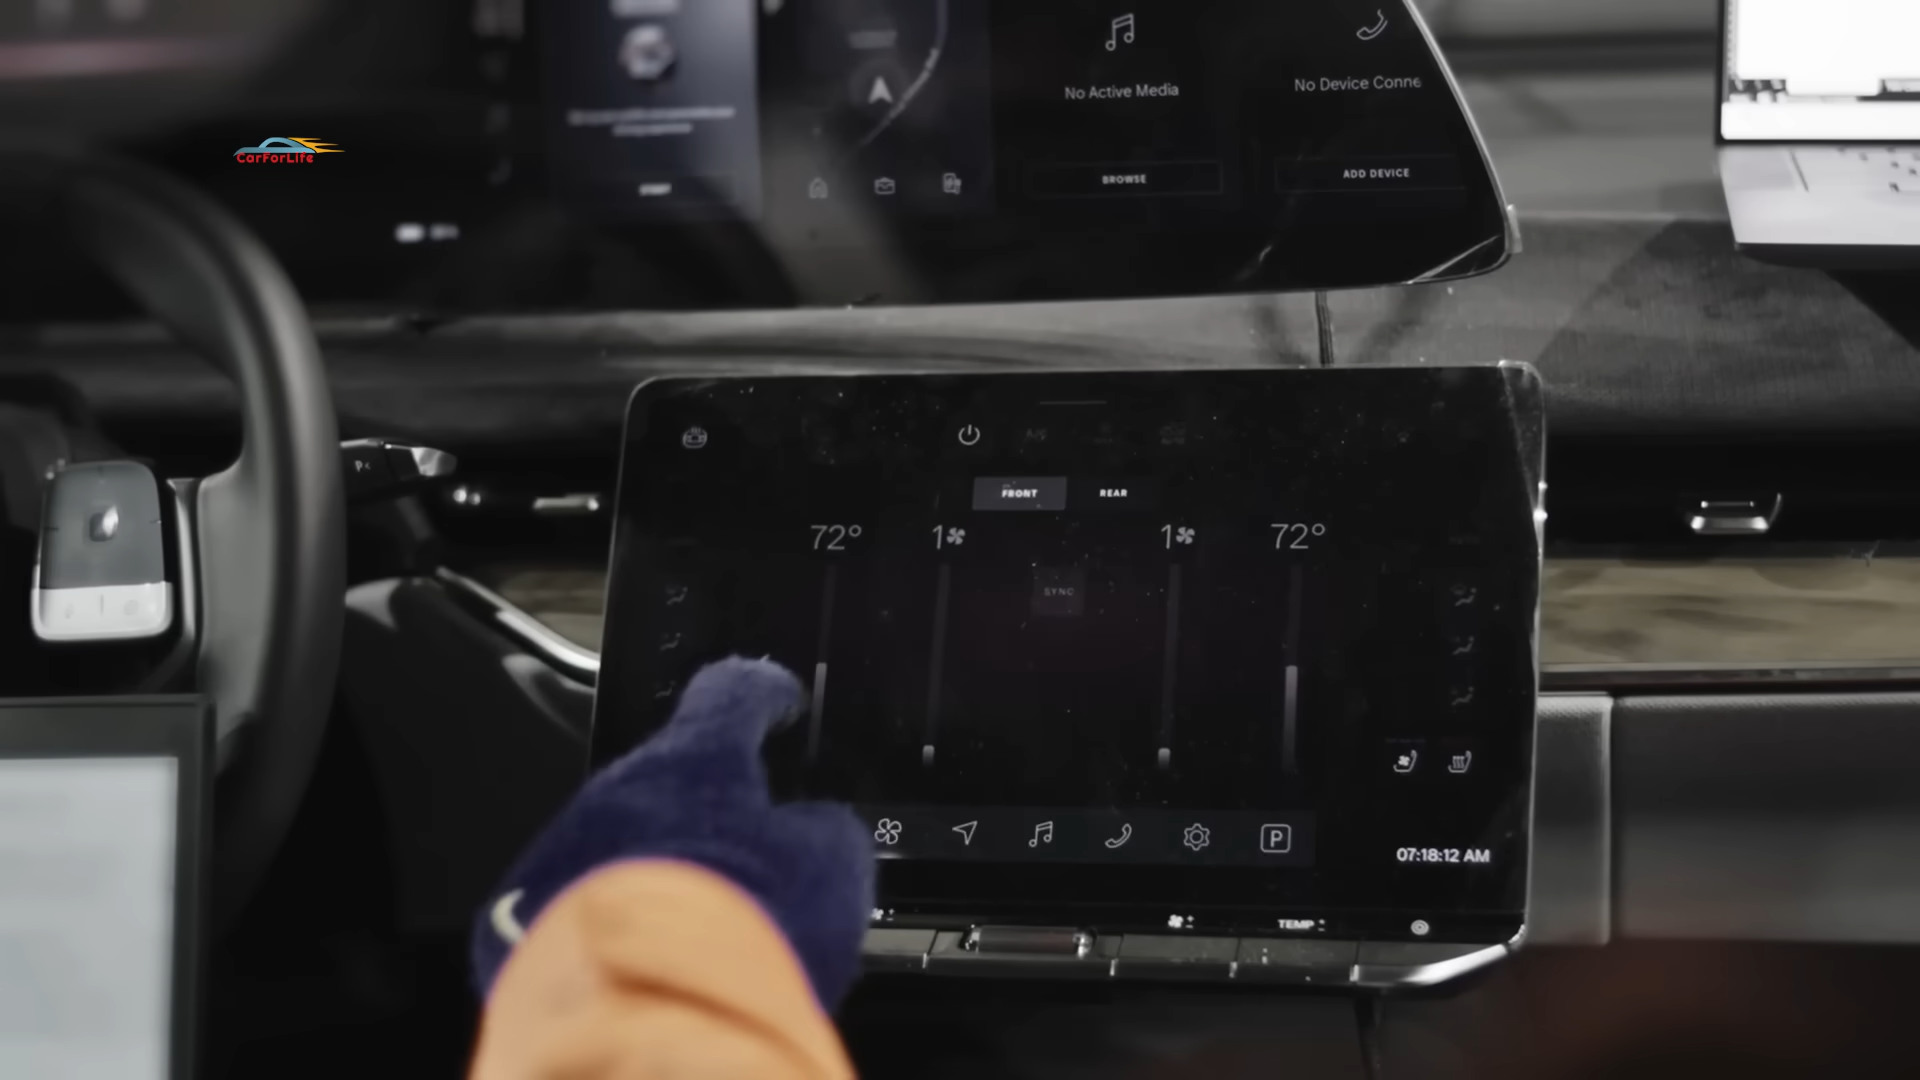 No Active Media
No Device Conne
BROWSE
ADD DEVICE
START
CarForLife
P<
FRONT
REAR
72°
1
1
72°
SYNC
P
07:18:12 AM
TEMP